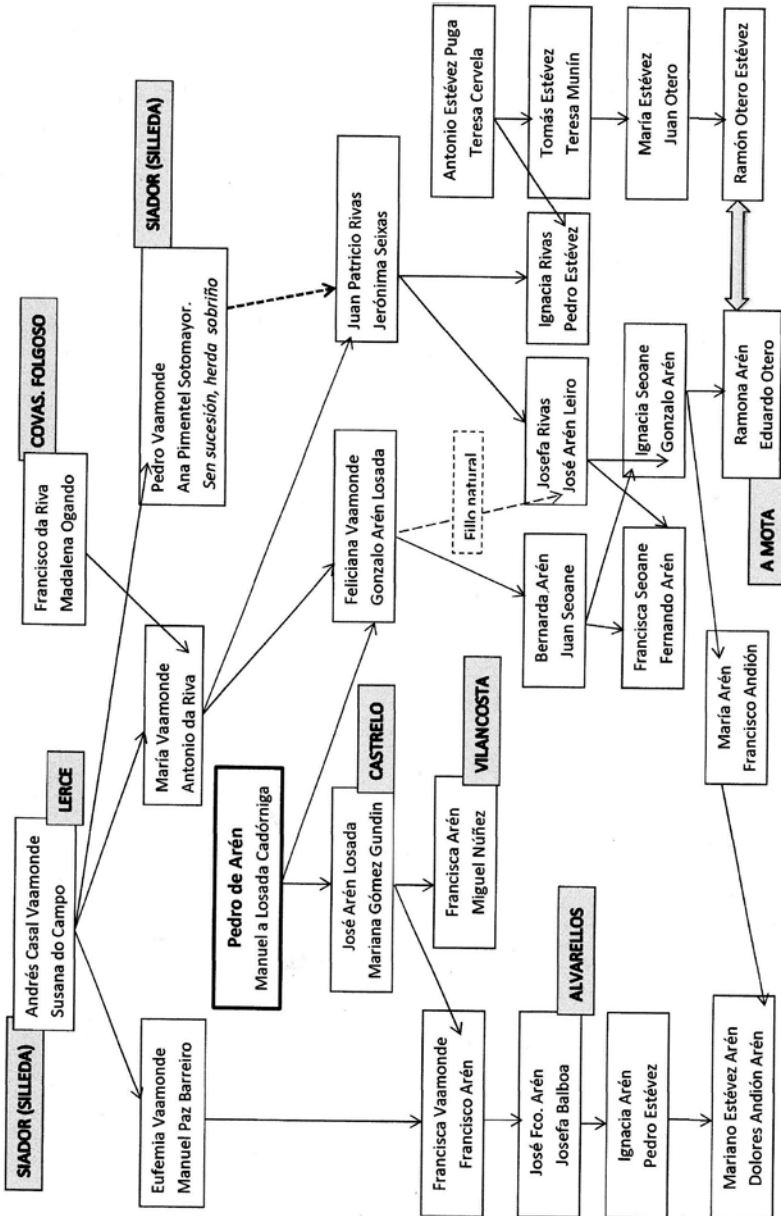 SIADOR (SILLEDA)
Andrés Casal Vaamonde
Susana do Campo
LERCE
Francisco da Riva
Madalena Ogando
COVAS. FOLGOSO
Eufemia Vaamonde
Manuel Paz Barreiro
María Vaamonde
Antonio da Riva
Pedro Vaamonde
Ana Pimentel Sotomayor.
Sen sucesión, herda sobriño
SIADOR (SILLEDA)
Pedro de Arén
Manuel a Losada Cadórniga
José Arén Losada
Mariana Gómez Gundin
CASTRELO
Feliciana Vaamonde
Gonzalo Arén Losada
Juan Patricio Rivas
Jerónima Seixas
Francisca Vaamonde
Francisco Arén
Francisca Arén
Miguel Núñez
VILANCOSTA
Fillo natural
Antonio Estévez Puga
Teresa Cervela
José Fco. Arén
Josefa Balboa
ALVARELLOS
Bernarda Arén
Juan Seoane
Josefa Rivas
José Arén Leiro
Ignacia Rivas
Pedro Estévez
Tomás Estévez
Teresa Munín
Ignacia Arén
Pedro Estévez
Francisca Seoane
Fernando Arén
Ignacia Seoane
Gonzalo Arén
María Estévez
Juan Otero
Mariano Estévez Arén
Dolores Andión Arén
María Arén
Francisco Andión
A MOTA
Ramona Arén
Eduardo Otero
Ramón Otero Estévez